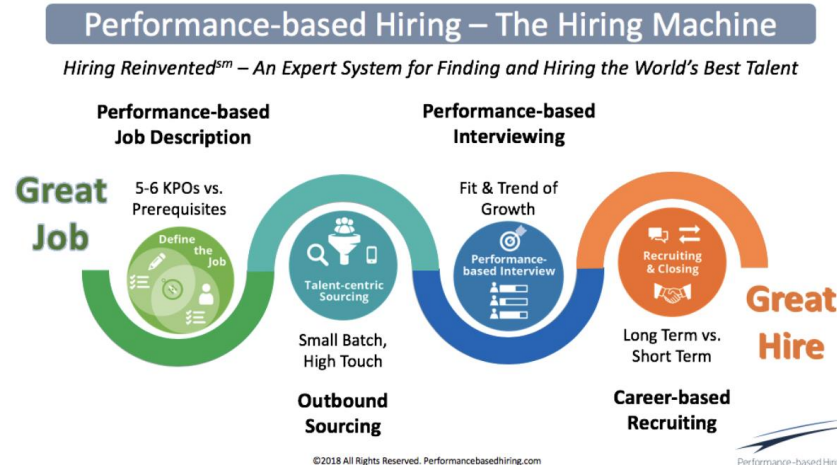 Performance-based Hiring – The Hiring Machine
Hiring Reinventedsm – An Expert System for Finding and Hiring the World's Best Talent
Performance-based
Job Description
Performance-based
Interviewing
Great
Job
5-6 KPOs vs.
Prerequisites
Define
the
Job
Talent-centric
Sourcing
Small Batch,
High Touch
Outbound
Sourcing
Fit & Trend of
Growth
Performance-
based Interview
Recruiting
& Closing
Long Term vs.
Short Term
Career-based
Recruiting
Great
Hire
©2018 All Rights Reserved. Performancebasedhiring.com
Performance-based Hir